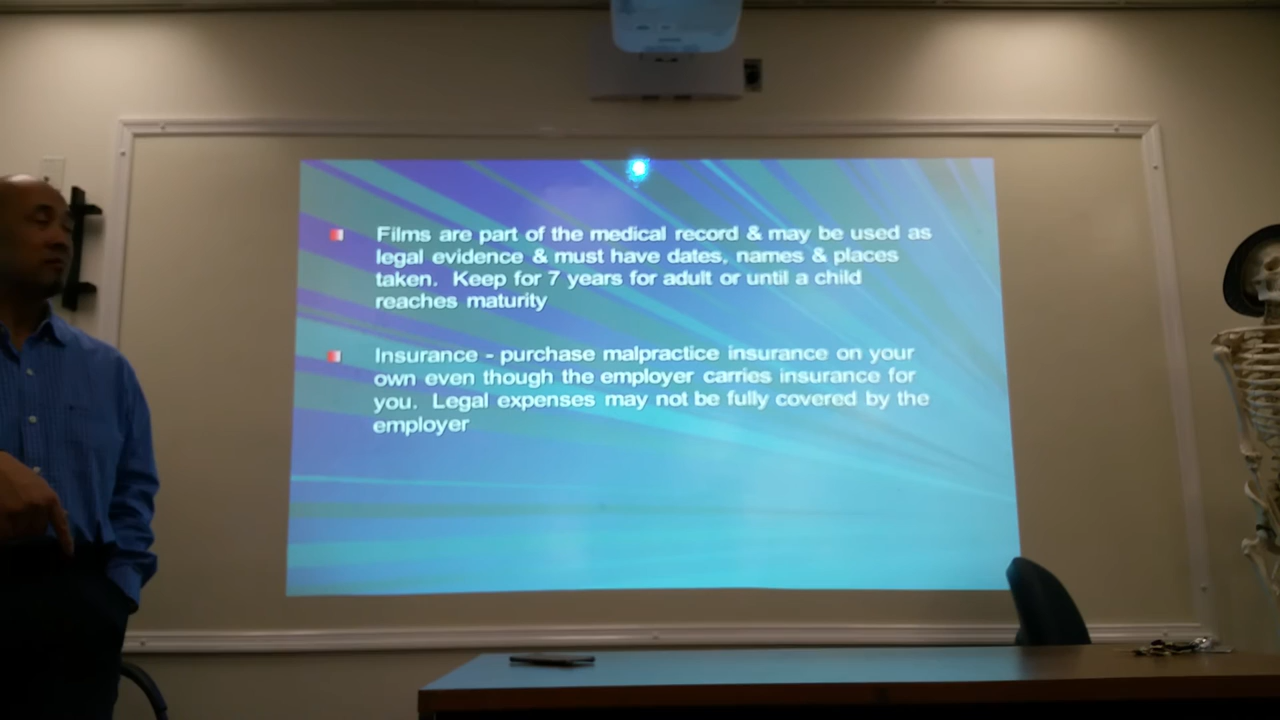 Films are part of the medical record & may be used as
legal evidence & must have dates, names & places
taken.  Keep for 7 years for adult or until a child
reaches maturity
Insurance - purchase malpractice insurance on your
own even though the employer carries insurance for
you.  Legal expenses may not be fully covered by the
employer